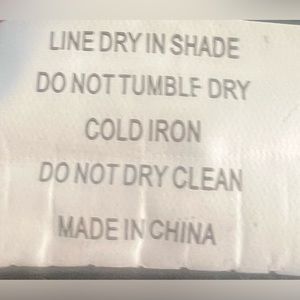 LINE DRY IN SHADE
DO NOT TUMBLE DRY
COLD IRON
DO NOT DRY CLEAN
MADE IN CHINA